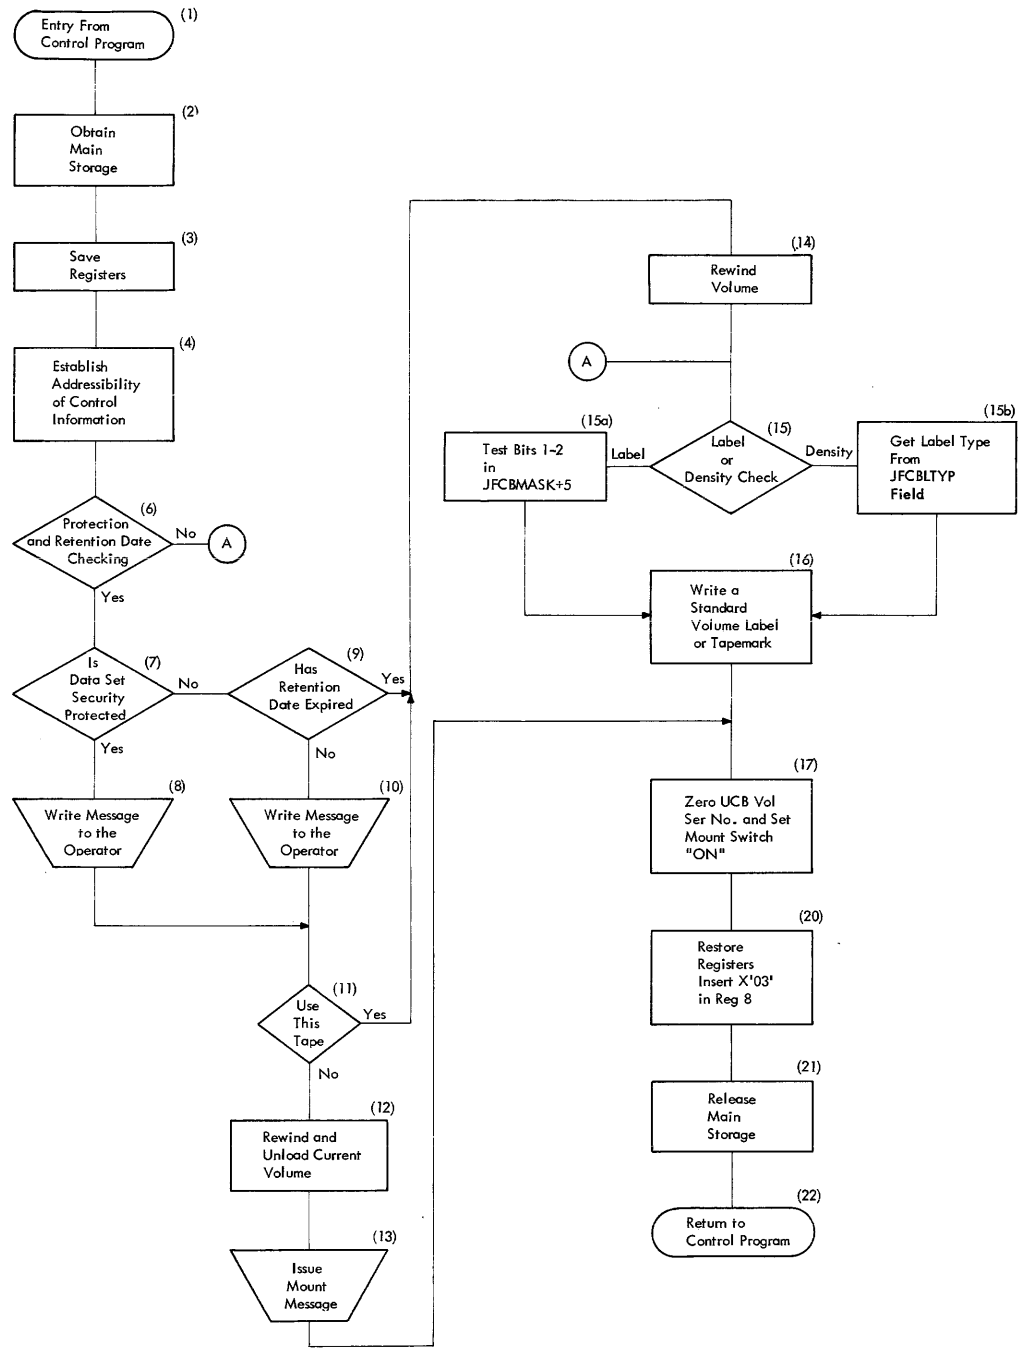 (1)
Entry From
Control Program
(2)
Obtain
Main
Storage
(3)
Save
Registers
(4)
Establish
Addressibility
of Control
Information
(6)
Protection
and Retention Date
Checking
No
A
Yes
(7)
Is
Data Set
Security
Protected
No
Yes
(8)
Write Message
to the
Operator
(9)
Has
Retention
Date Expired
Yes
No
(10)
Write Message
to the
Operator
(11)
Use
This
Tape
Yes
No
(12)
Rewind and
Unload Current
Volume
(13)
Issue
Mount
Message
(14)
Rewind
Volume
A
(15)
Label
or
Density Check
Label
Density
(15a)
Test Bits 1-2
in
JFCBMASK+5
(15b)
Get Label Type
From
JFCBLTYP
Field
(16)
Write a
Standard
Volume Label
or Tapemark
(17)
Zero UCB Vol
Ser No. and Set
Mount Switch
"ON"
(20)
Restore
Registers
Insert X'03'
in Reg 8
(21)
Release
Main
Storage
(22)
Return to
Control Program